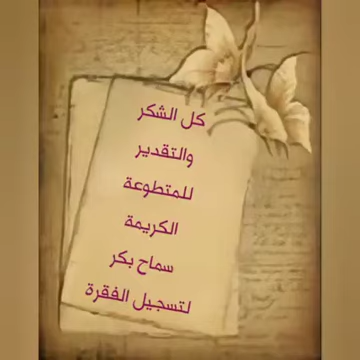 كل الشكر
والتقدير
للمتطوعة
الكريمة
سماح بكر
لتسجيل الفقرة